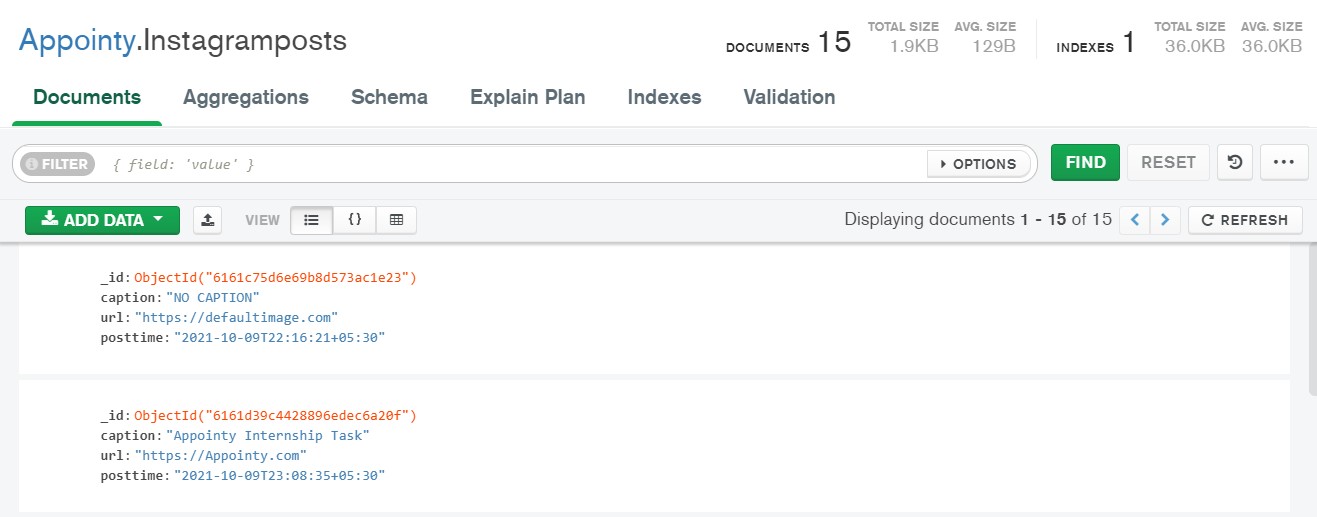 Appointy.Instagramposts
DOCUMENTS 15 TOTAL SIZE 1.9KB AVG. SIZE 129B INDEXES 1 TOTAL SIZE 36.0KB AVG. SIZE 36.0KB
Documents Aggregations Schema Explain Plan Indexes Validation
FILTER { field: 'value' } OPTIONS FIND RESET
ADD DATA VIEW {} Displaying documents 1 - 15 of 15 REFRESH
_id: ObjectId("6161c75d6e69b8d573ac1e23")
caption: "NO CAPTION"
url: "https://defaultimage.com"
posttime: "2021-10-09T22:16:21+05:30"
_id: ObjectId("6161d39c4428896edec6a20f")
caption: "Appointy Internship Task"
url: "https://Appointy.com"
posttime: "2021-10-09T23:08:35+05:30"